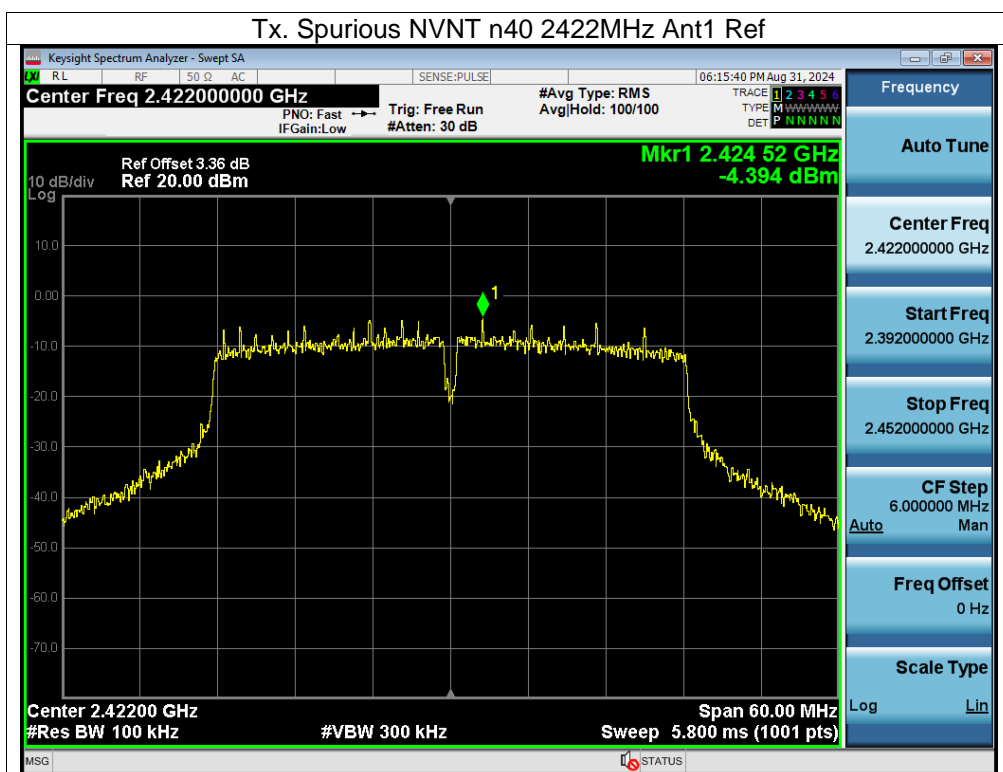 Tx. Spurious NVNT n40 2422MHz Ant1 Ref
Keysight Spectrum Analyzer - Swept SA
LXI RL RF 50 Ω AC SENSE:PULSE 06:15:40 PM Aug 31, 2024
Center Freq 2.422000000 GHz
PNO: Fast
IFGain:Low
Trig: Free Run
#Atten: 30 dB
#Avg Type: RMS
Avg|Hold: 100/100
TRACE 1 2 3 4 5 6
TYPE M WWWWW
DET P N N N N N
Mkr1 2.424 52 GHz
-4.394 dBm
Ref Offset 3.36 dB
10 dB/div Ref 20.00 dBm
Log
10.0
0.00
-10.0
-20.0
-30.0
-40.0
-50.0
-60.0
-70.0
1
Center 2.42200 GHz Span 60.00 MHz
#Res BW 100 kHz #VBW 300 kHz Sweep 5.800 ms (1001 pts)
MSG STATUS
Frequency
Auto Tune
Center Freq
2.422000000 GHz
Start Freq
2.392000000 GHz
Stop Freq
2.452000000 GHz
CF Step
6.000000 MHz
Auto Man
Freq Offset
0 Hz
Scale Type
Log Lin